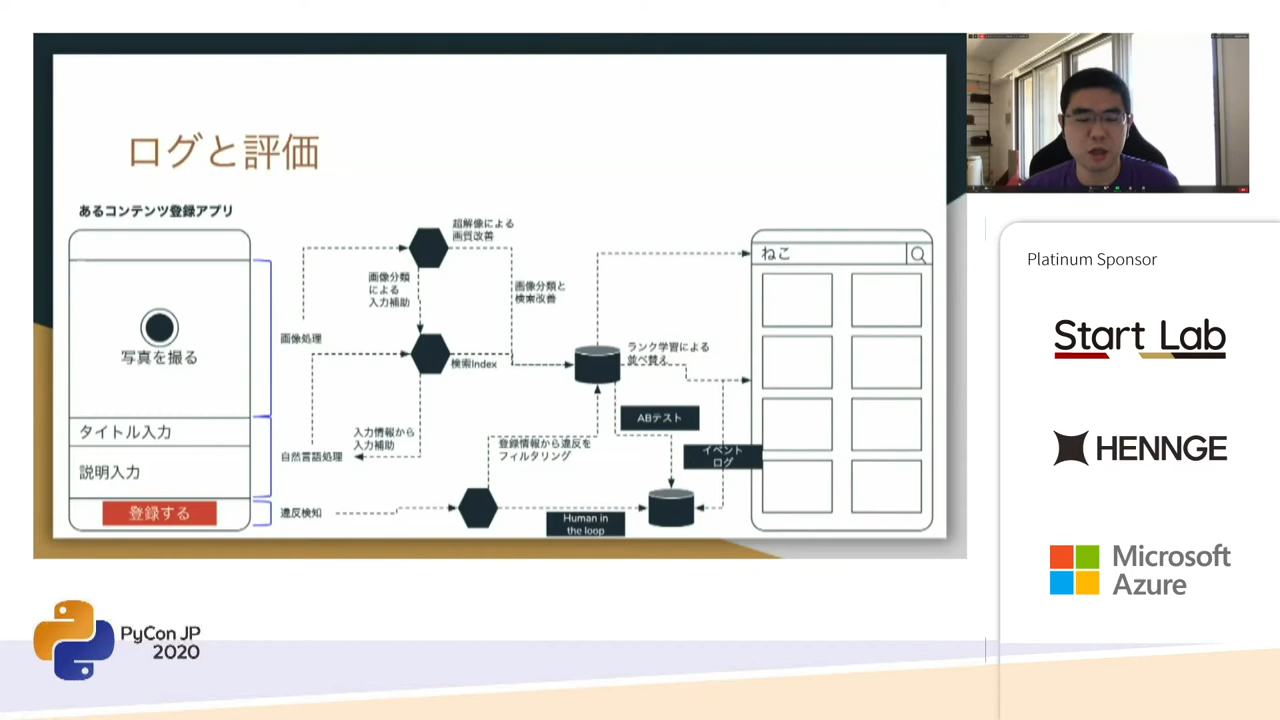 ログと評価
あるコンテンツ登録アプリ
写真を撮る
タイトル入力
説明入力
登録する
画像処理
自然言語処理
違反検知
超解像による
画質改善
画像分類
による
入力補助
画像分類と
検索改善
検索Index
入力情報から
入力補助
登録情報から違反を
フィルタリング
ランク学習による
並べ替え
ABテスト
イベント
ログ
Human in
the loop
ねこ
Platinum Sponsor
Start Lab
HENNGE
Microsoft
Azure
PyCon JP
2020